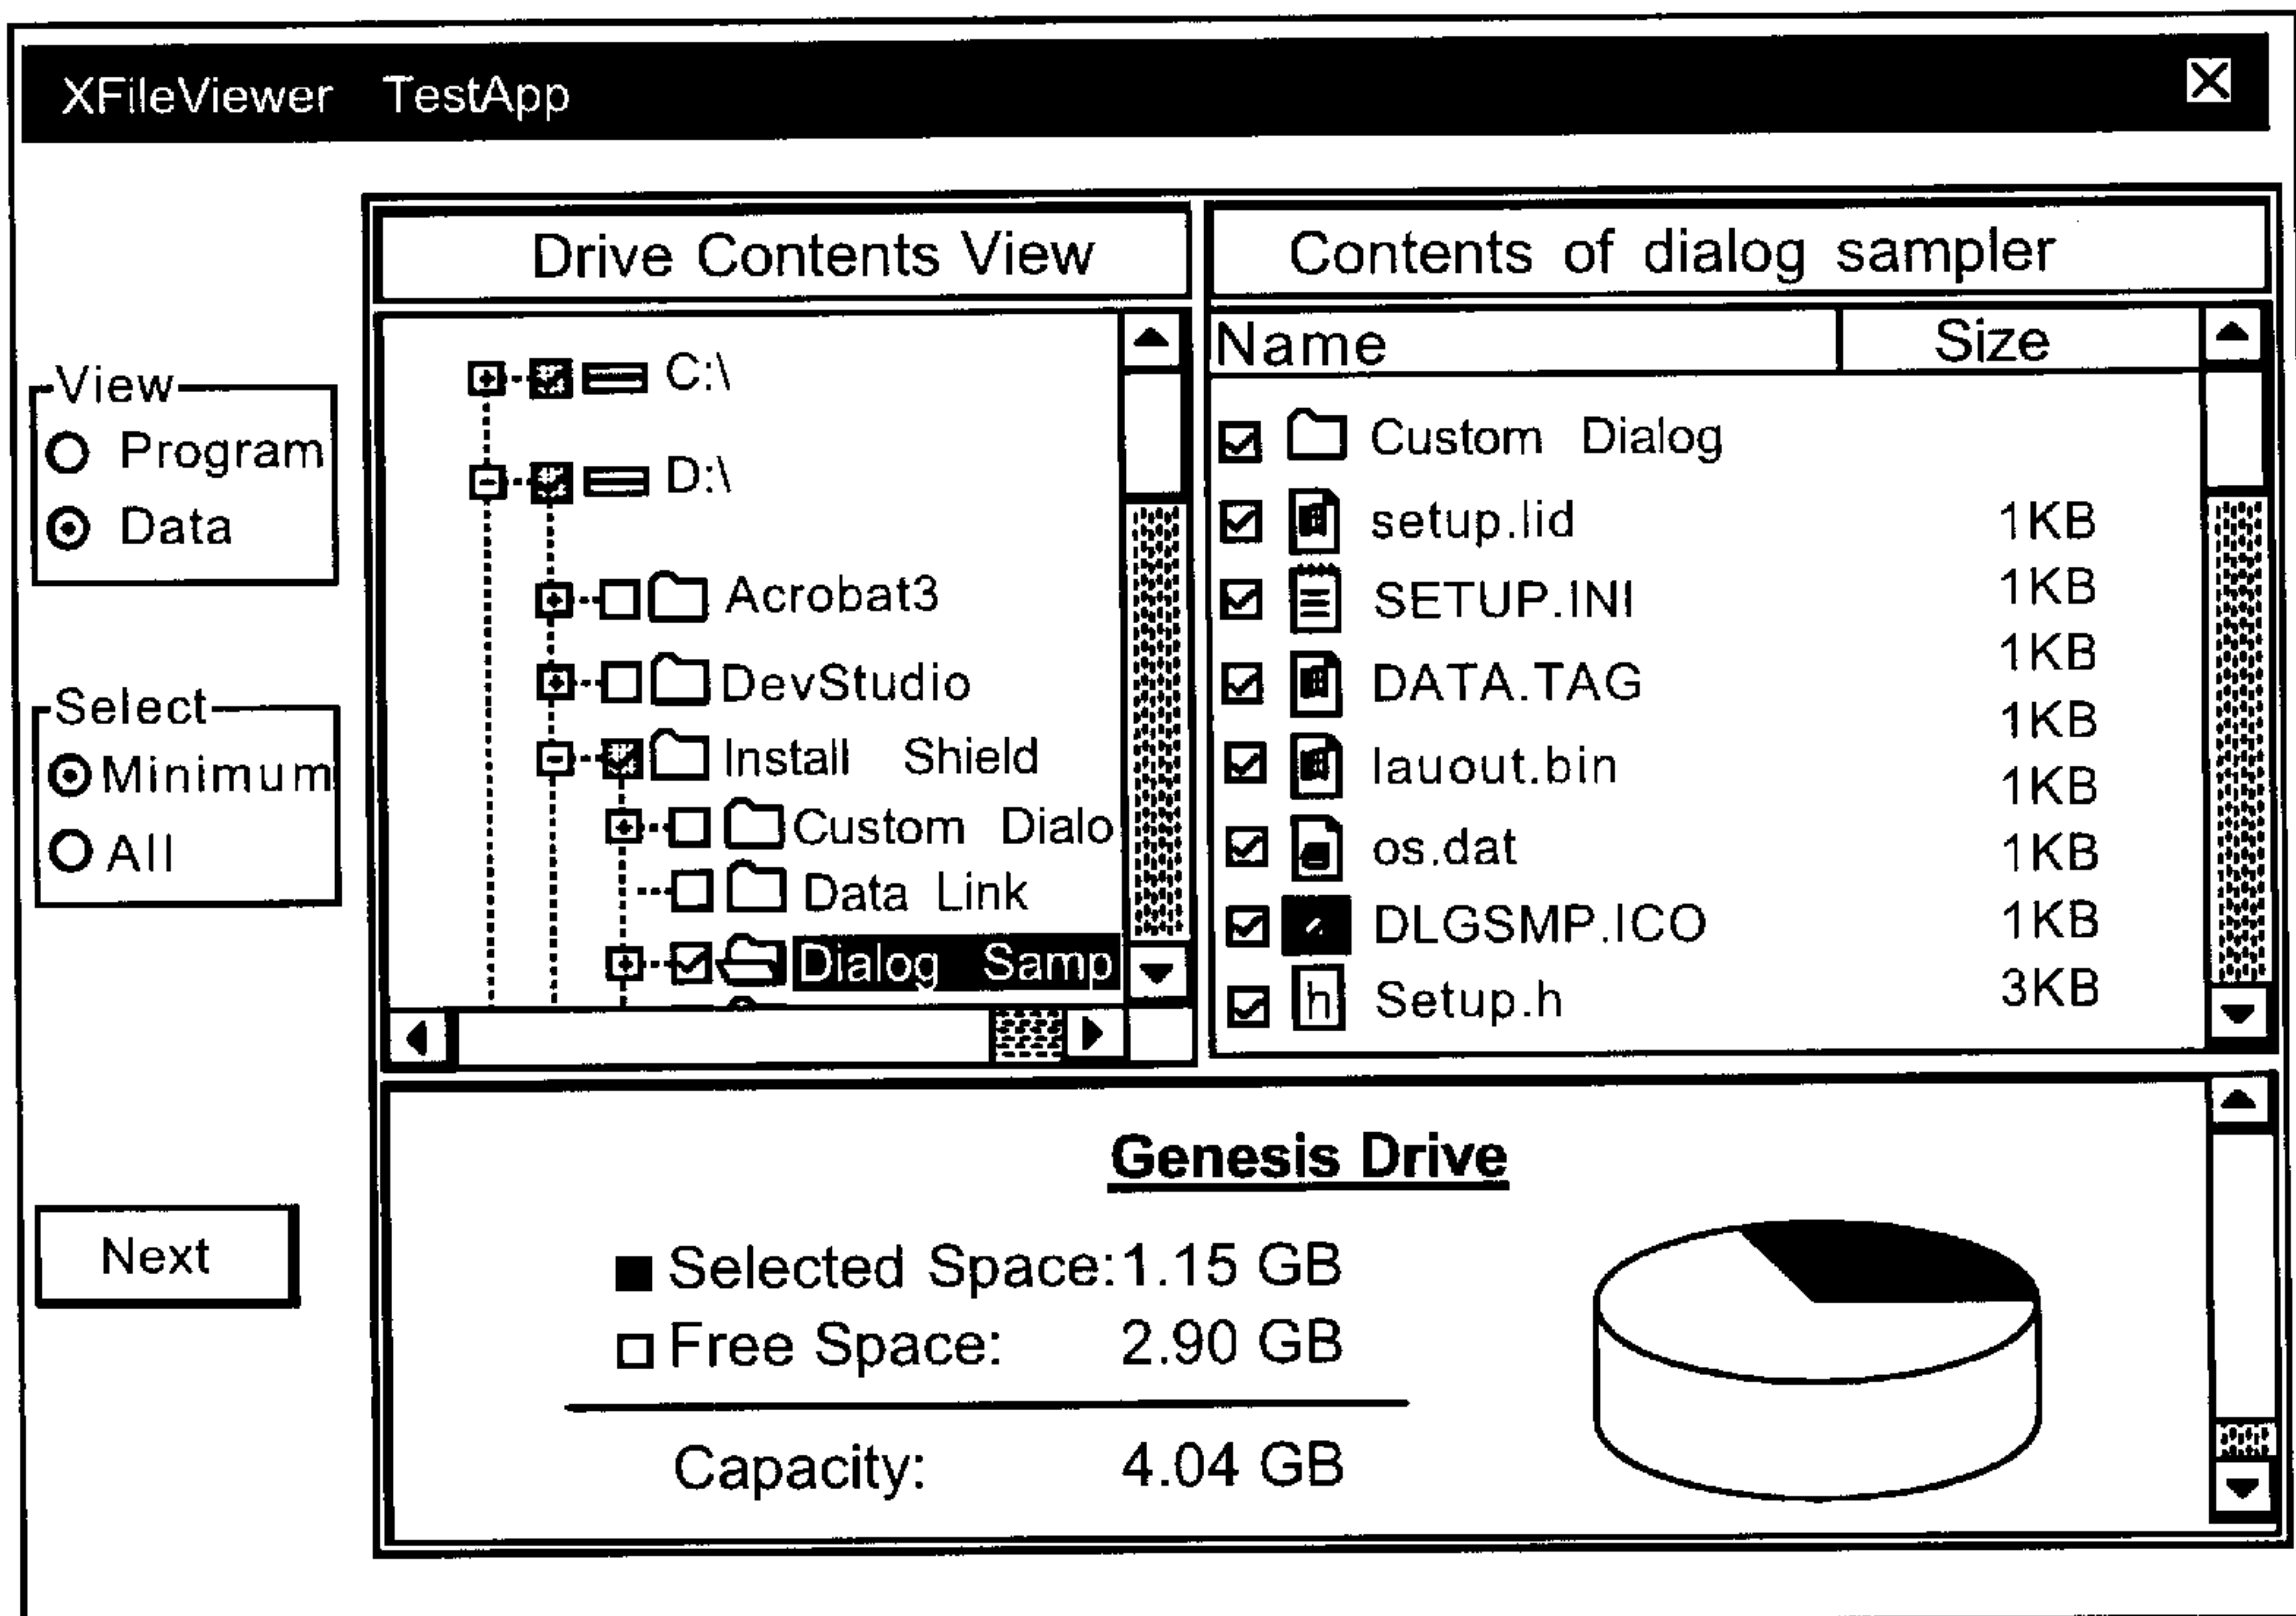 XFileViewer TestApp
View
Program
Data
Select
Minimum
All
Next
Drive Contents View
C:\
D:\
Acrobat3
DevStudio
Install Shield
Custom Dialo
Data Link
Dialog Samp
Contents of dialog sampler
Name Size
Custom Dialog
setup.lid 1KB
SETUP.INI 1KB
DATA.TAG 1KB
lauout.bin 1KB
os.dat 1KB
DLGSMP.ICO 1KB
Setup.h 1KB
3KB
Genesis Drive
Selected Space: 1.15 GB
Free Space: 2.90 GB
Capacity: 4.04 GB